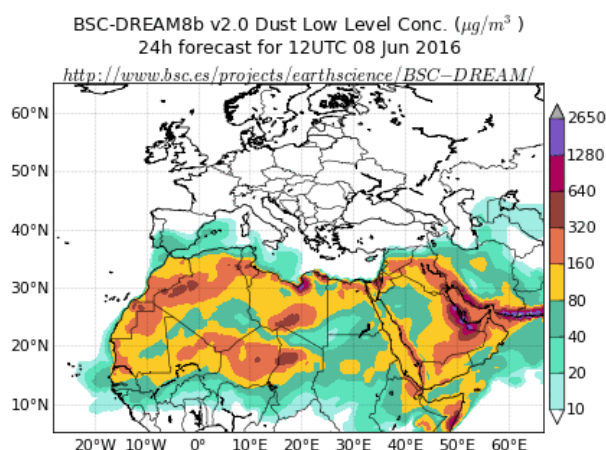 BSC-DREAM8b v2.0 Dust Low Level Conc. (μg/m³ )
24h forecast for 12UTC 08 Jun 2016
http://www.bsc.es/projects/earthscience/BSC−DREAM/
60°N
50°N
40°N
30°N
20°N
10°N
20°W 10°W 0° 10°E 20°E 30°E 40°E 50°E 60°E
2650
1280
640
320
160
80
40
20
10